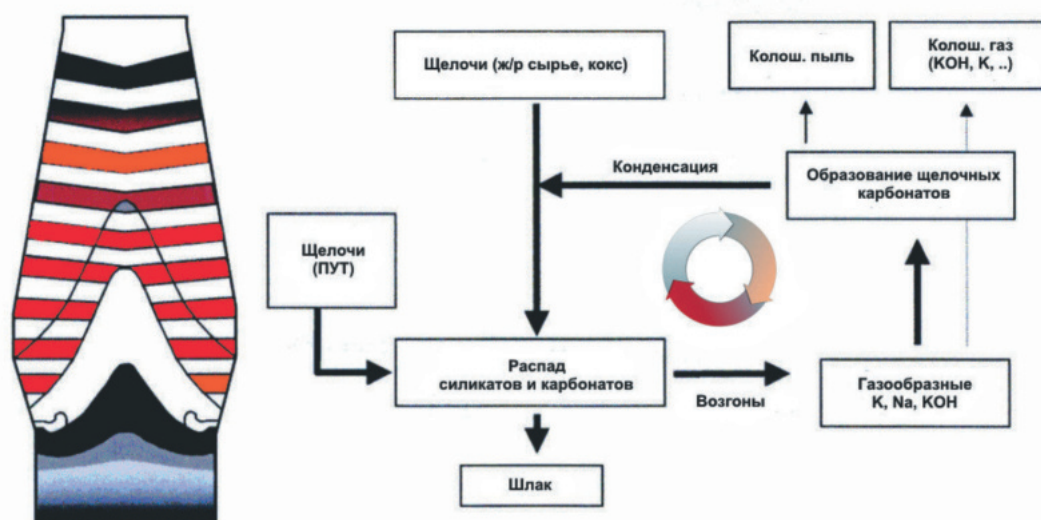 Щелочи (ж/р сырье, кокс)
Колош. пыль
Колош. газ
(KOH, K, ..)
Конденсация
Образование щелочных
карбонатов
Щелочи
(ПУТ)
Распад
силикатов и карбонатов
Возгоны
Газообразные
K, Na, KOH
Шлак